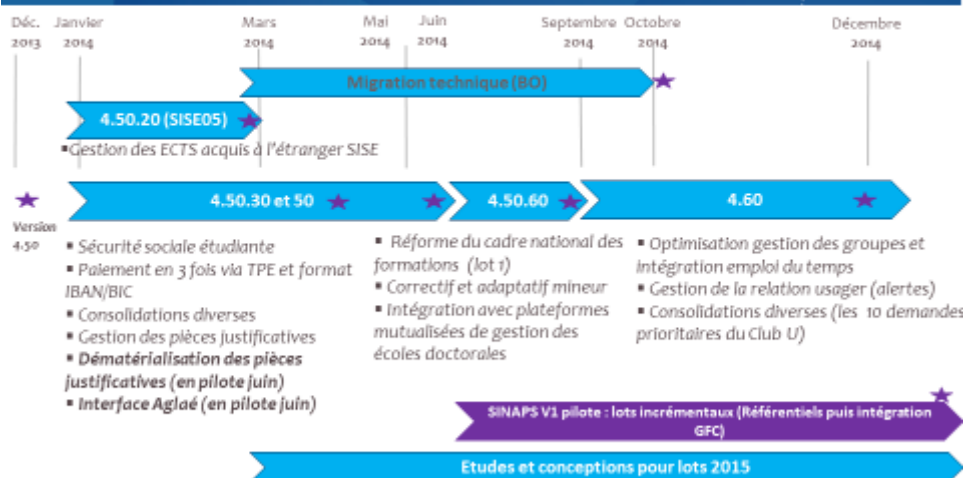 Déc. Janvier Mars Mai Juin Septembre Octobre Décembre
2013 2014 2014 2014 2014 2014 2014 2014
Migration technique (BO)
4.50.20 (SISE05)
▪Gestion des ECTS acquis à l'étranger SISE
4.50.30 et 50
4.50.60
4.60
Version
4.50
▪ Sécurité sociale étudiante
▪ Paiement en 3 fois via TPE et format
IBAN/BIC
▪ Consolidations diverses
▪ Gestion des pièces justificatives
▪ Dématérialisation des pièces
justificatives (en pilote juin)
▪ Interface Aglaé (en pilote juin)
▪ Réforme du cadre national des
formations (lot 1)
▪ Correctif et adaptatif mineur
▪ Intégration avec plateformes
mutualisées de gestion des
écoles doctorales
▪ Optimisation gestion des groupes et
intégration emploi du temps
▪ Gestion de la relation usager (alertes)
▪ Consolidations diverses (les 10 demandes
prioritaires du Club U)
SINAPS V1 pilote : lots incrémentaux (Référentiels puis intégration
GFC)
Etudes et conceptions pour lots 2015